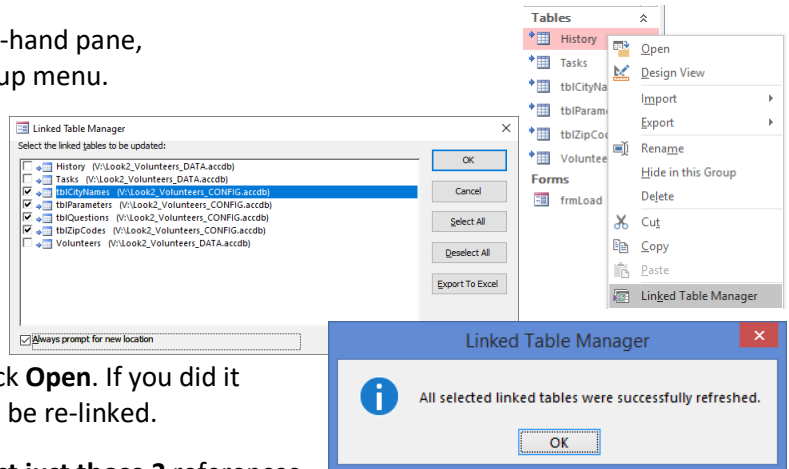 -hand pane,
up menu.
Linked Table Manager
Select the linked tables to be updated:
History (V:\Look2_Volunteers_DATA.accdb)
Tasks (V:\Look2_Volunteers_DATA.accdb)
tblCityNames (V:\Look2_Volunteers_CONFIG.accdb)
tblParameters (V:\Look2_Volunteers_CONFIG.accdb)
tblQuestions (V:\Look2_Volunteers_CONFIG.accdb)
tblZipCodes (V:\Look2_Volunteers_CONFIG.accdb)
Volunteers (V:\Look2_Volunteers_DATA.accdb)
Always prompt for new location
OK
Cancel
Select All
Deselect All
Export To Excel
Tables
History
Tasks
tblCityNa
tblParam
tblZipCo
Voluntee
Forms
frmLoad
Open
Design View
Import
Export
Rename
Hide in this Group
Delete
Cut
Copy
Paste
Linked Table Manager
ck Open. If you did it
be re-linked.
Linked Table Manager
All selected linked tables were successfully refreshed.
OK